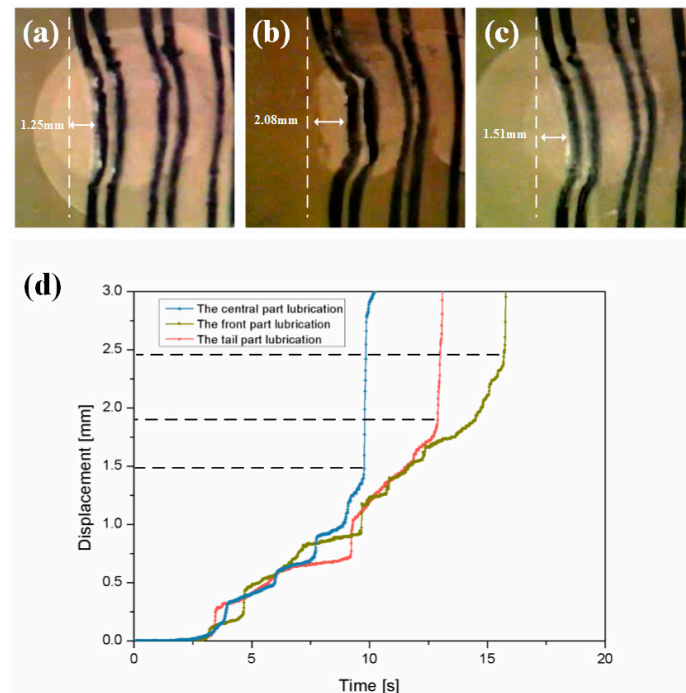 (a)
(b)
(c)
1.25mm
2.08mm
1.51mm
(d)
3.0
2.5
2.0
1.5
1.0
0.5
0.0
The central part lubrication
The front part lubrication
The tail part lubrication
Displacement [mm]
0
5
10
15
20
Time [s]